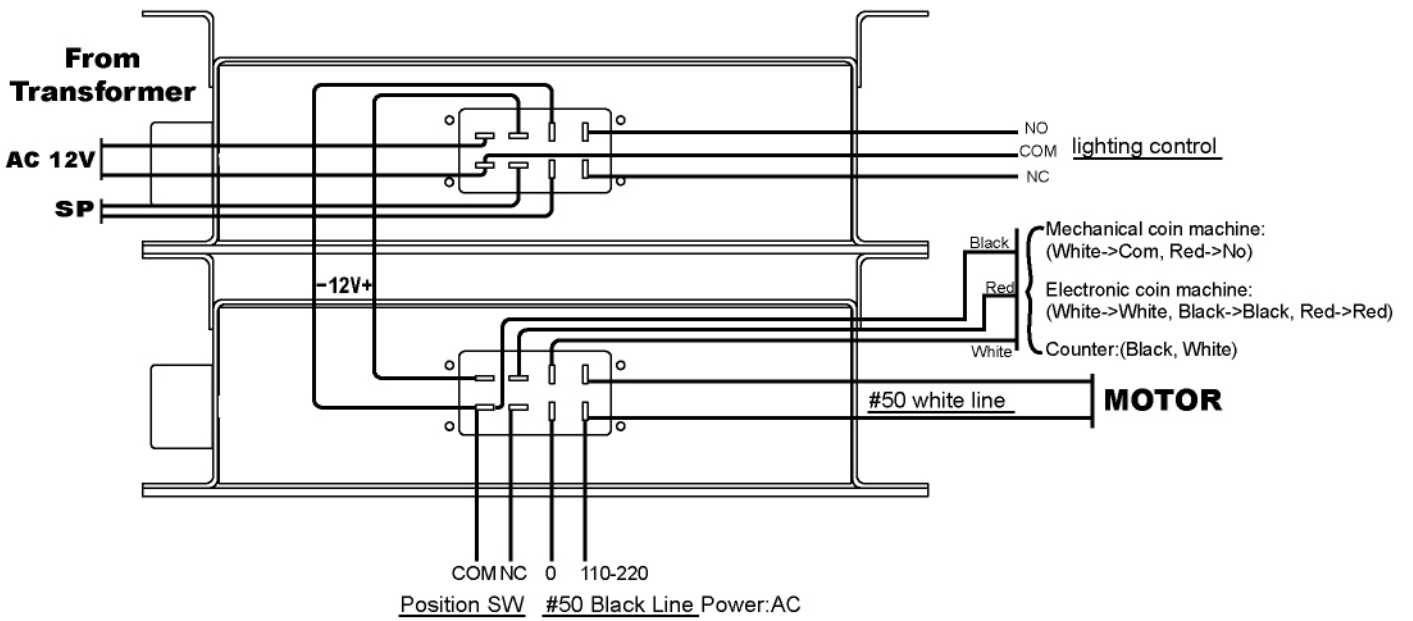 From
Transformer
AC 12V
SP
NO
COM
NC
lighting control
−12V+
Black
Red
White
Mechanical coin machine:
(White->Com, Red->No)
Electronic coin machine:
(White->White, Black->Black, Red->Red)
Counter:(Black, White)
#50 white line
MOTOR
COM NC 0 110-220
Position SW #50 Black Line Power:AC